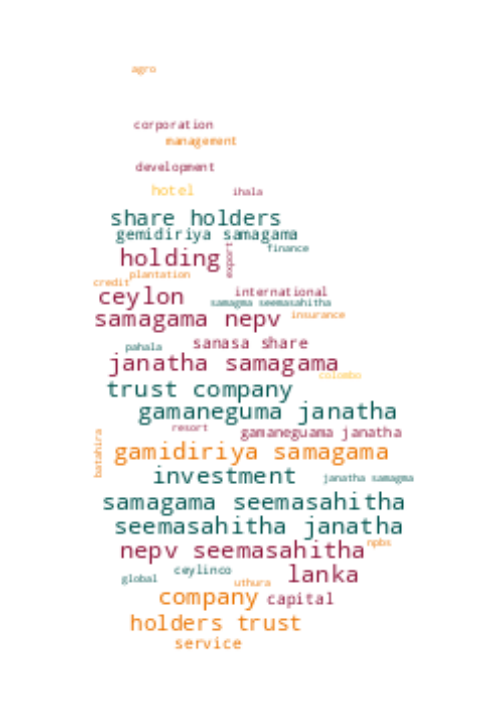 agro
corporation
management
development
hotel ihala
share holders
gemidiriya samagama
finance
holding export
plantation
credit
ceylon international
samagma seemasahitha
samagama nepv insurance
pahala sanasa share
janatha samagama
colombo
trust company
gamaneguma janatha
resort gamaneguama janatha
batahira gamidiriya samagama
investment janatha samagma
samagama seemasahitha
seemasahitha janatha
nepv seemasahitha npbs
global ceylinco lanka
uthura
company capital
holders trust
service